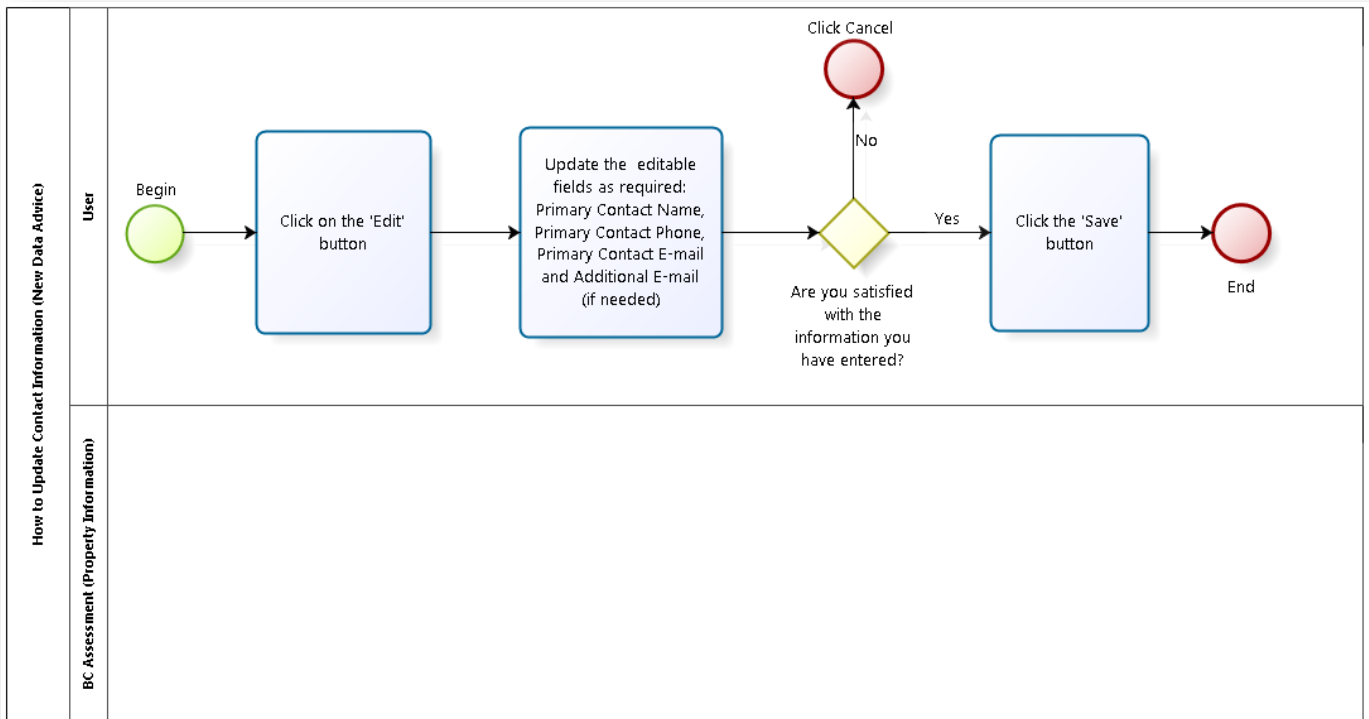 How to Update Contact Information (New Data Advice)
User
Begin
Click on the 'Edit'
button
Update the  editable
fields as required:
Primary Contact Name,
Primary Contact Phone,
Primary Contact E-mail
and Additional E-mail
(if needed)
Click Cancel
No
Are you satisfied
with the
information you
have entered?
Yes
Click the 'Save'
button
End
BC Assessment (Property Information)